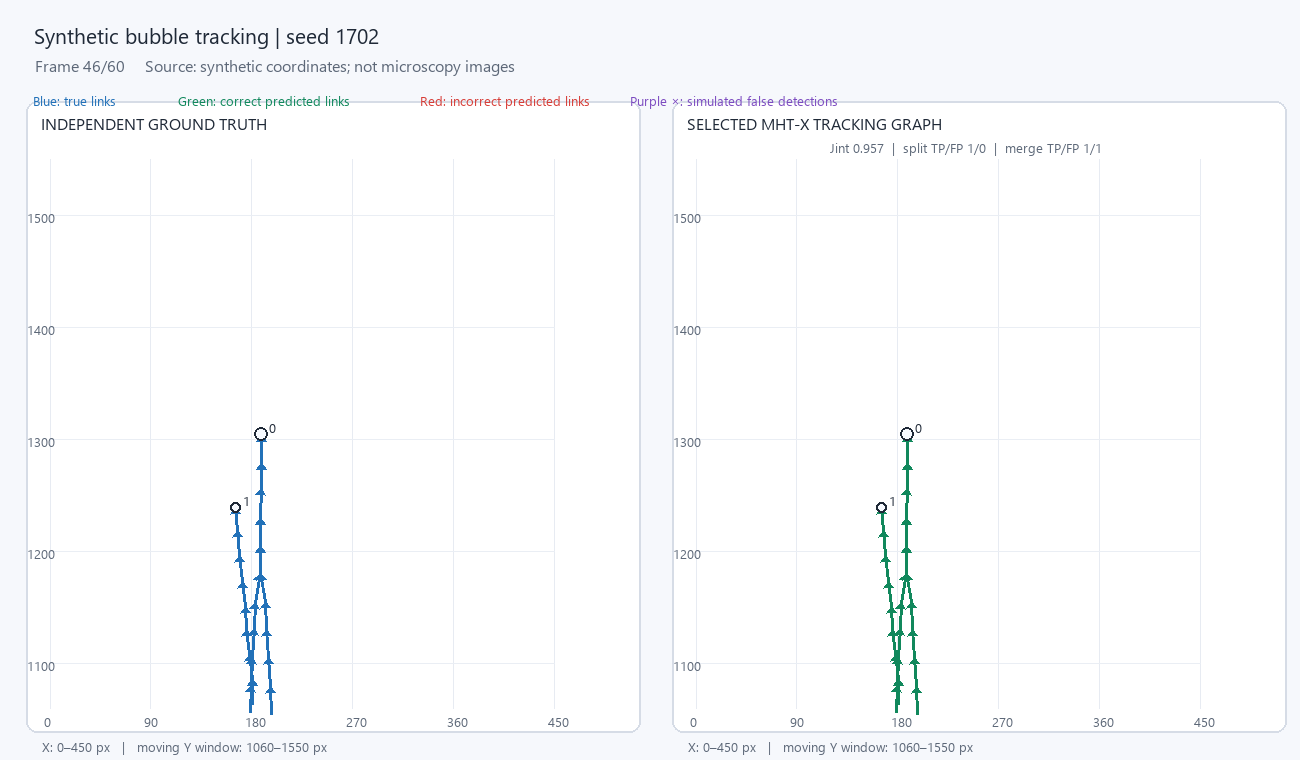 Synthetic bubble tracking | seed 1702
Frame 46/60 Source: synthetic coordinates; not microscopy images
Blue: true links Green: correct predicted links Red: incorrect predicted links Purple ×: simulated false detections
INDEPENDENT GROUND TRUTH
1500
1400
1300
1200
1100
0
1
0 90 180 270 360 450
X: 0–450 px | moving Y window: 1060–1550 px
SELECTED MHT-X TRACKING GRAPH
Jint 0.957 | split TP/FP 1/0 | merge TP/FP 1/1
1500
1400
1300
1200
1100
0
1
0 90 180 270 360 450
X: 0–450 px | moving Y window: 1060–1550 px